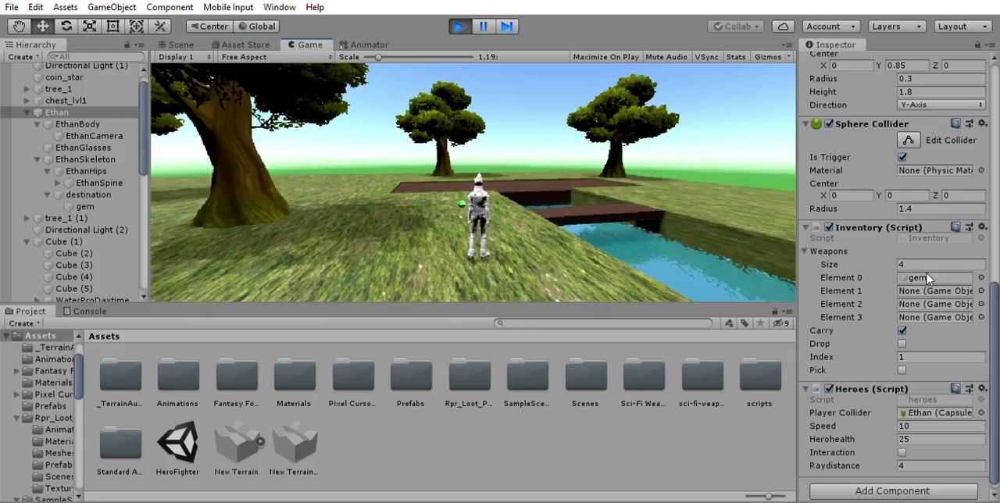 File Edit Assets GameObject Component Mobile Input Window Help
Center Global Collab Account Layers Layout
Hierarchy Scene Asset Store Game Animator Inspector
Create All Display 1 Free Aspect Scale 1.19: Maximize On Play Mute Audio VSync Stats Gizmos
Directional Light (1)
coin_star
tree_1
chest_lvl1
Ethan
EthanBody
EthanCamera
EthanGlasses
EthanSkeleton
EthanHips
EthanSpine
destination
gem
tree_1 (1)
Directional Light (2)
Cube (1)
Cube (2)
Cube (3)
Cube (4)
Cube (5)
WaterProDaytime
Center
X 0 Y 0.85 Z 0
Radius 0.3
Height 1.8
Direction Y-Axis
Sphere Collider
Edit Collider
Is Trigger
Material None (Physic Mat
Center
X 0 Y 0 Z 0
Radius 1.4
Inventory (Script)
Script Inventory
Weapons
Size 4
Element 0 gem
Element 1 None (Game Obje
Element 2 None (Game Obje
Element 3 None (Game Obje
Carry
Drop
Index 1
Pick
Heroes (Script)
Script heroes
Player Collider Ethan (Capsule
Speed 10
Herohealth 25
Interaction
Raydistance 4
Add Component
Project Console
Create 9
Assets
_TerrainA
Animatio
Fantasy F
Materials
Pixel Cur
Prefabs
Rpr_Loot
Animat
Materia
Meshes
Prefab
Scenes
Textur
SampleS
Assets
_TerrainAu... Animations Fantasy Fo... Materials Pixel Curso... Prefabs Rpr_Loot_P... SampleSce... Scenes Sci-Fi Wea... sci-fi-weap... scripts
Standard A... HeroFighter New Terrain New Terrain...